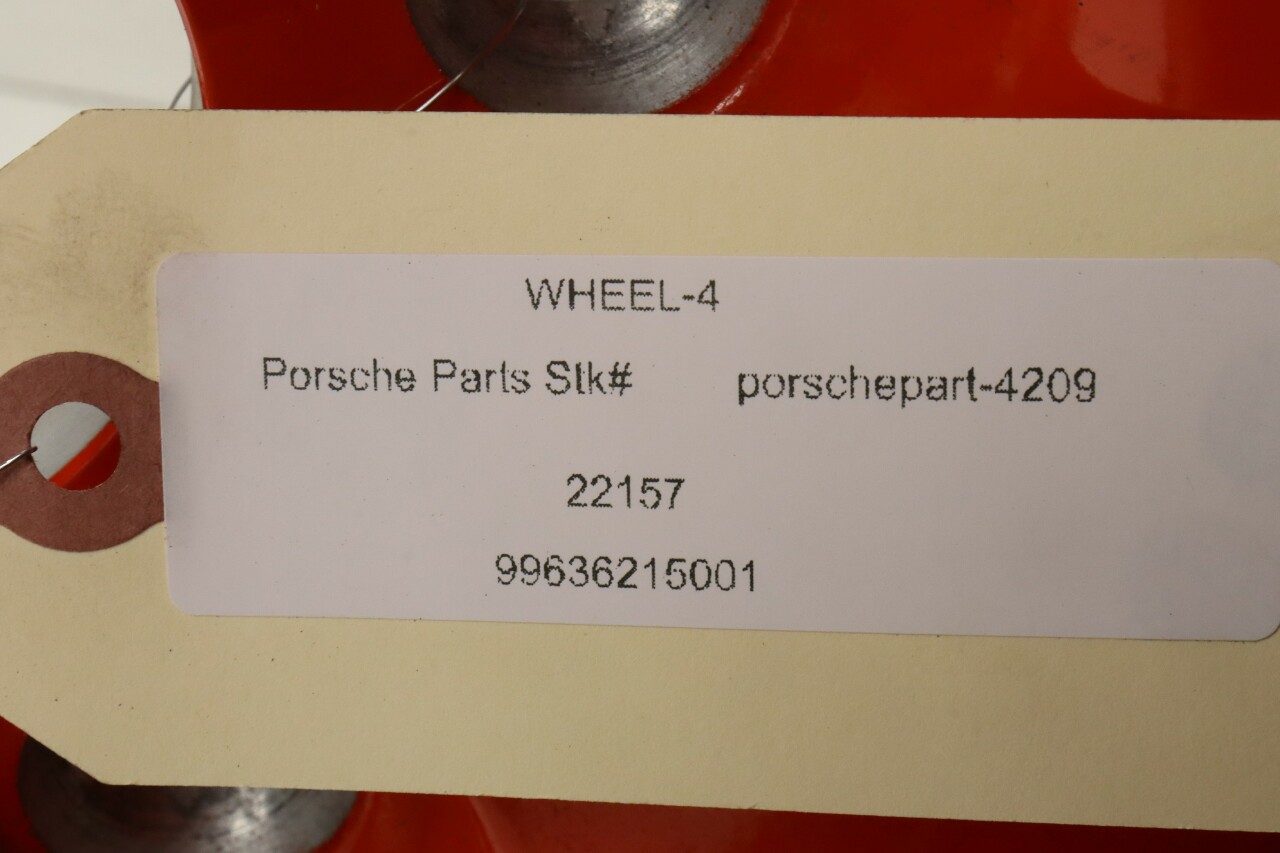 WHEEL-4
Porsche Parts Stk# porschepart-4209
22157
99636215001